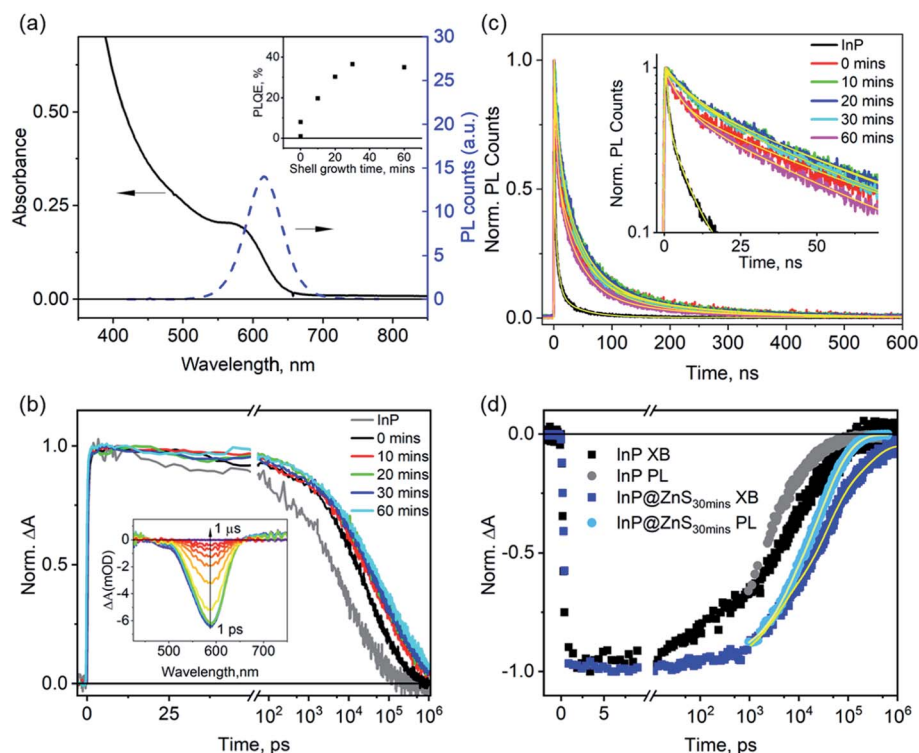 (a)
0.50
0.25
0.00
Absorbance
400 500 600 700 800
Wavelength, nm
30
25
20
15
10
5
0
PL counts (a.u.)
PLQE, %
40
20
0
0 20 40 60
Shell growth time, mins
(c)
Norm. PL Counts
1.0
0.5
0.0
0 100 200 300 400 500 600
Time, ns
InP
0 mins
10 mins
20 mins
30 mins
60 mins
Norm. PL Counts
1
0.1
0 25 50
Time, ns
(b)
Norm. ΔA
1.0
0.5
0.0
0 25 10² 10³ 10⁴ 10⁵ 10⁶
Time, ps
InP
0 mins
10 mins
20 mins
30 mins
60 mins
ΔA(mOD)
0
-2
-4
-6
1 μs
1 ps
500 600 700
Wavelength,nm
(d)
Norm. ΔA
0.0
-0.5
-1.0
0 5 10² 10³ 10⁴ 10⁵ 10⁶
Time, ps
InP XB
InP PL
InP@ZnS₃₀ₘᵢₙₛ XB
InP@ZnS₃₀ₘᵢₙₛ PL